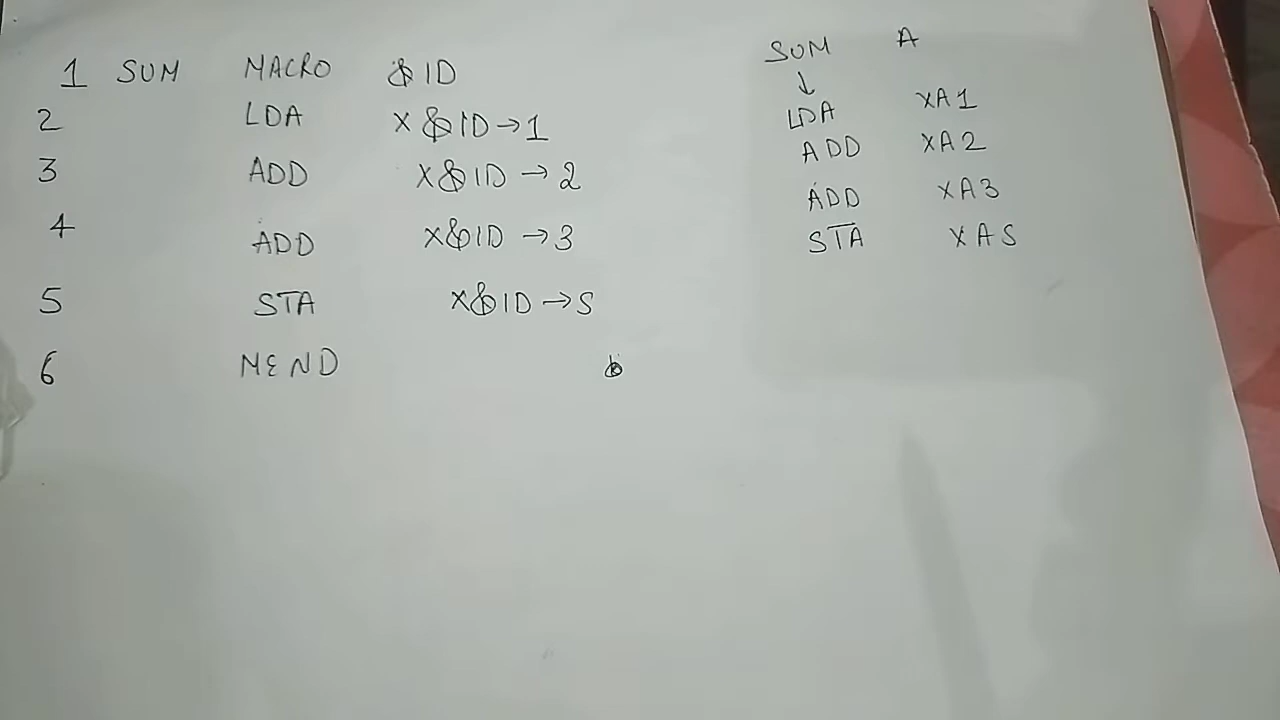 1 SUM MACRO &ID
2 LDA X&ID→1
3 ADD X&ID→2
4 ADD X&ID→3
5 STA X&ID→S
6 MEND
SUM A
↓
LDA XA1
ADD XA2
ADD XA3
STA XAS